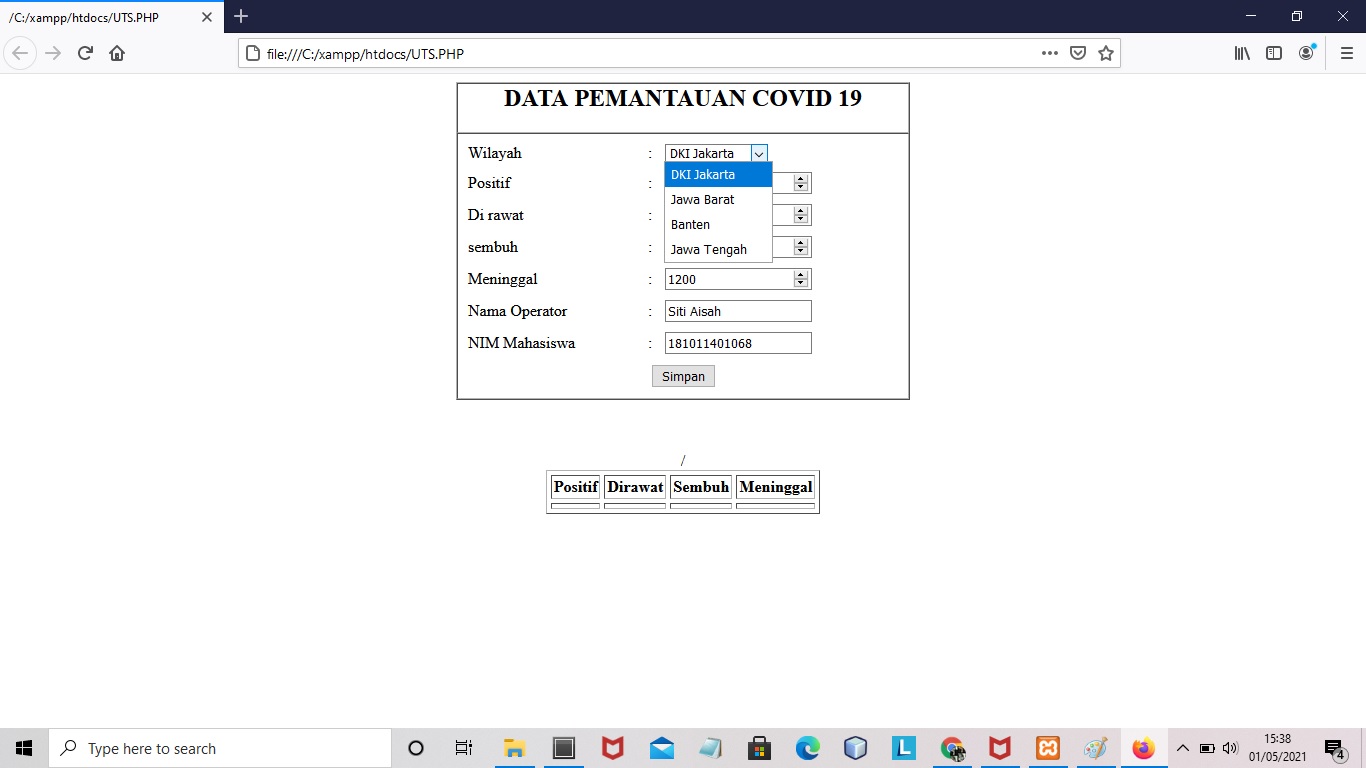 /C:/xampp/htdocs/UTS.PHP
file:///C:/xampp/htdocs/UTS.PHP
DATA PEMANTAUAN COVID 19
Wilayah : DKI Jakarta
DKI Jakarta
Positif :
Jawa Barat
Di rawat :
Banten
sembuh :
Jawa Tengah
Meninggal : 1200
Nama Operator : Siti Aisah
NIM Mahasiswa : 181011401068
Simpan
/
Positif Dirawat Sembuh Meninggal
Type here to search
L
15:38
01/05/2021
4